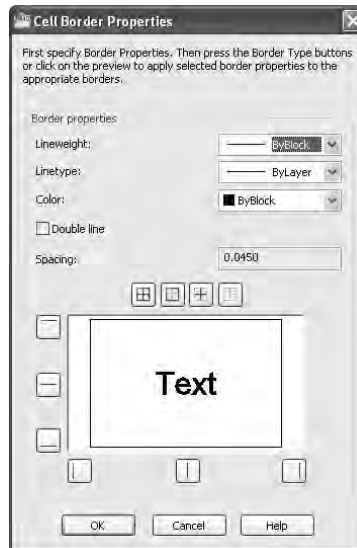 Cell Border Properties
First specify Border Properties. Then press the Border Type buttons
or click on the preview to apply selected border properties to the
appropriate borders.
Border properties
Lineweight: ByBlock
Linetype: ByLayer
Color: ByBlock
Double line
Spacing: 0.0450
Text
OK Cancel Help